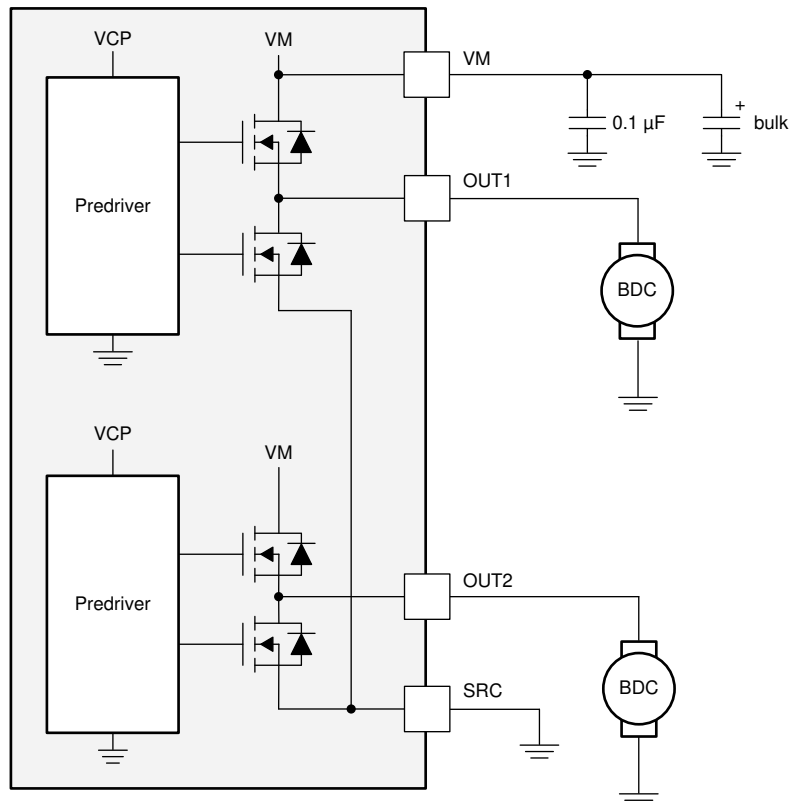 VCP
VM
VM
0.1 µF
+
bulk
Predriver
OUT1
BDC
VCP
VM
Predriver
OUT2
BDC
SRC